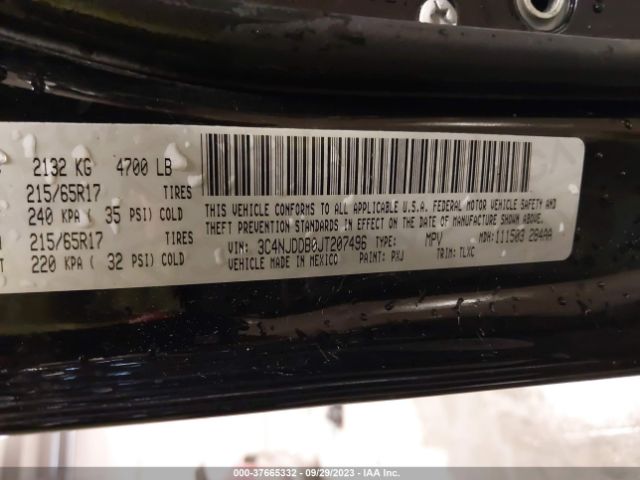 2132 KG 4700 LB
215/65R17 TIRES
240 KPA ( 35 PSI) COLD
215/65R17 TIRES
220 KPA ( 32 PSI) COLD
THIS VEHICLE CONFORMS TO ALL APPLICABLE U.S.A. FEDERAL MOTOR VEHICLE SAFETY AND
THEFT PREVENTION STANDARDS IN EFFECT ON THE DATE OF MANUFACTURE SHOWN ABOVE.
VIN: 3C4NJDDB0JT207496 MPV MDH:111503 284AA
VEHICLE MADE IN MEXICO PAINT: PXJ TRIM: TLXC
000-37665332 - 09/29/2023 - IAA Inc.